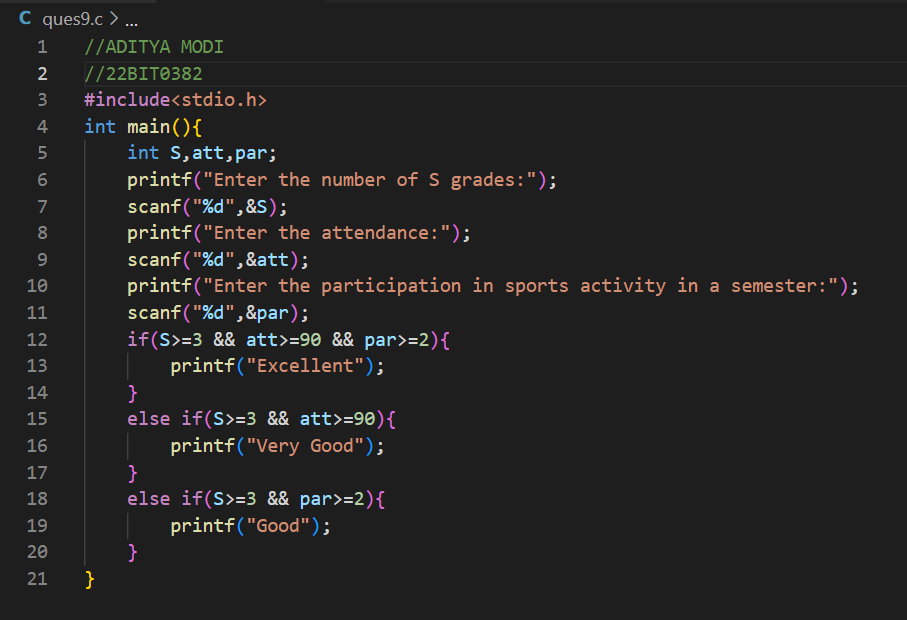 C ques9.c > ...
1 //ADITYA MODI
2 //22BIT0382
3 #include<stdio.h>
4 int main(){
5     int S,att,par;
6     printf("Enter the number of S grades:");
7     scanf("%d",&S);
8     printf("Enter the attendance:");
9     scanf("%d",&att);
10     printf("Enter the participation in sports activity in a semester:");
11     scanf("%d",&par);
12     if(S>=3 && att>=90 && par>=2){
13         printf("Excellent");
14     }
15     else if(S>=3 && att>=90){
16         printf("Very Good");
17     }
18     else if(S>=3 && par>=2){
19         printf("Good");
20     }
21 }